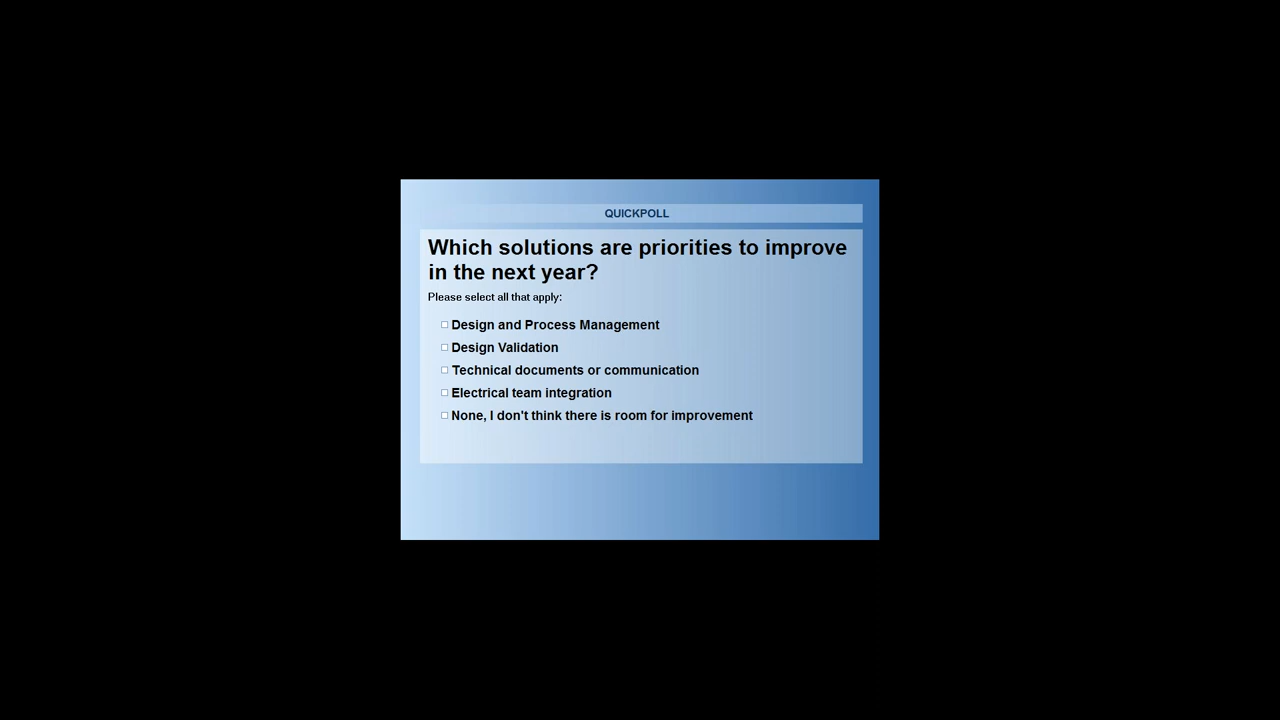 QUICKPOLL
Which solutions are priorities to improve
in the next year?
Please select all that apply:
Design and Process Management
Design Validation
Technical documents or communication
Electrical team integration
None, I don't think there is room for improvement